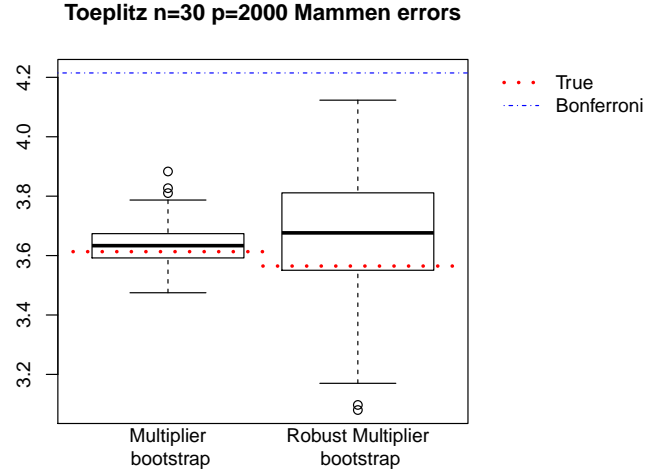 Toeplitz n=30 p=2000 Mammen errors
4.2
4.0
3.8
3.6
3.4
3.2
True
Bonferroni
Multiplier
bootstrap
Robust Multiplier
bootstrap